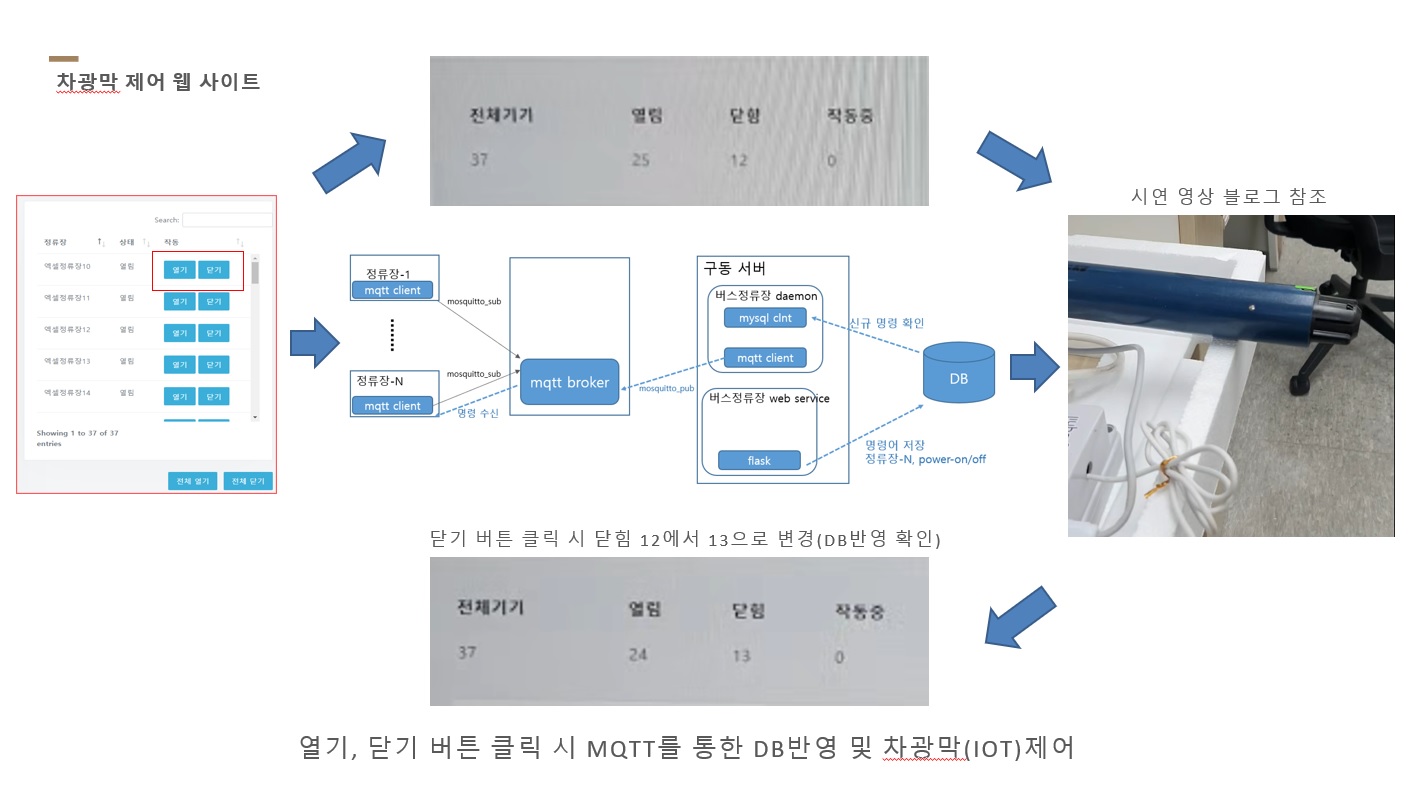 차광막 제어 웹 사이트
전체기기 열림 닫힘 작동중
37 25 12 0
시연 영상 블로그 참조
Search:
정류장 상태 작동
엑셀정류장10 열림 열기 닫기
엑셀정류장11 열림 열기 닫기
엑셀정류장12 열림 열기 닫기
엑셀정류장13 열림 열기 닫기
엑셀정류장14 열림 열기 닫기
Showing 1 to 37 of 37
entries
전체 열기 전체 닫기
정류장-1
mqtt client
mosquitto_sub
정류장-N
mqtt client
mosquitto_sub
명령 수신
mqtt broker
mosquitto_pub
구동 서버
버스정류장 daemon
mysql clnt
mqtt client
버스정류장 web service
flask
신규 명령 확인
DB
명령어 저장
정류장-N, power-on/off
닫기 버튼 클릭 시 닫힘 12에서 13으로 변경(DB반영 확인)
전체기기 열림 닫힘 작동중
37 24 13 0
열기, 닫기 버튼 클릭 시 MQTT를 통한 DB반영 및 차광막(IOT)제어